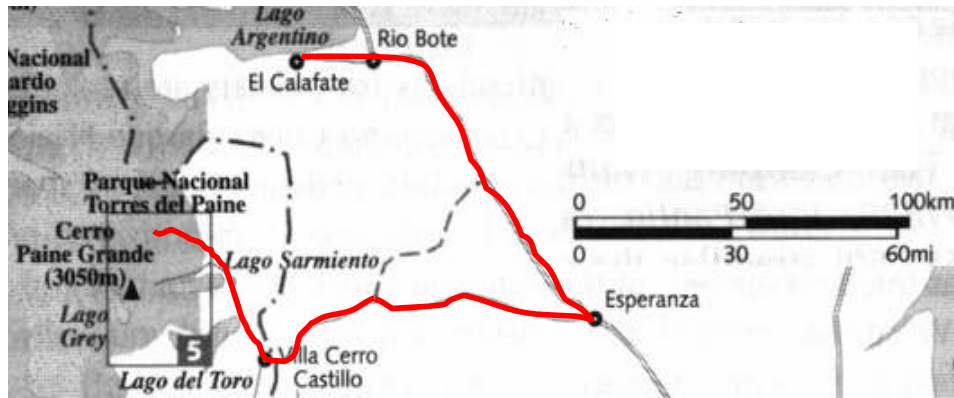 Lago
Argentino
Rio Bote
El Calafate
Nacional
ardo
ggins
Parque Nacional
Torres del Paine
Cerro
Paine Grande
(3050m)
Lago Sarmiento
Lago
Grey
5
Villa Cerro
Castillo
Lago del Toro
Esperanza
0
50
100km
0
30
60mi